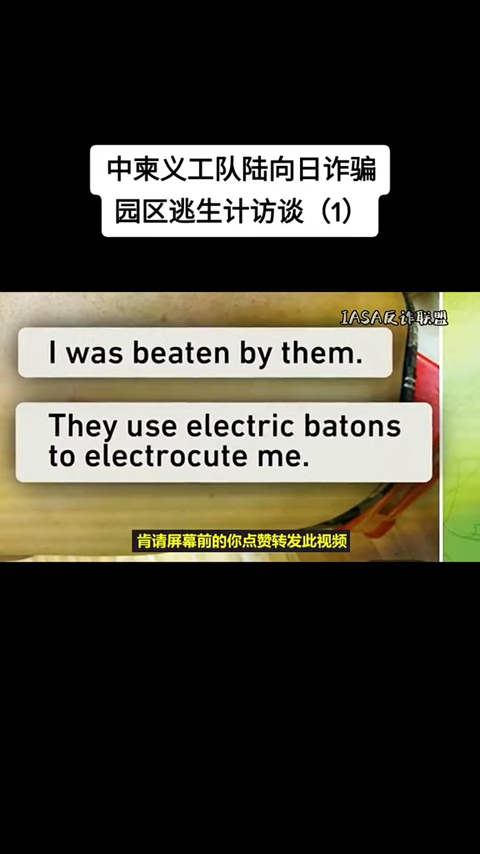 中柬义工队陆向日诈骗
园区逃生计访谈（1）
IASA反诈联盟
I was beaten by them.
They use electric batons
to electrocute me.
肯请屏幕前的你点赞转发此视频